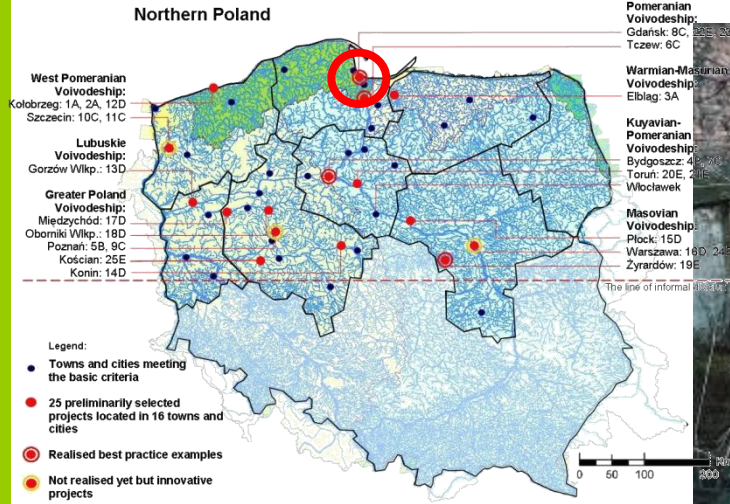 Northern Poland
West Pomeranian
Voivodeship:
Kołobrzeg: 1A, 2A, 12D
Szczecin: 10C, 11C
Lubuskie
Voivodeship:
Gorzów Wlkp.: 13D
Greater Poland
Voivodeship:
Międzychód: 17D
Oborniki Wlkp.: 18D
Poznań: 5B, 9C
Kościan: 25E
Konin: 14D
Pomeranian
Voivodeship:
Gdańsk: 8C, 22E,
Tczew: 6C
Warmian-Masurian
Voivodeship:
Elbląg: 3A
Kuyavian-
Pomeranian
Voivodeship:
Bydgoszcz:
Toruń: 20E,
Włocławek
Masovian
Voivodeship:
Płock: 15D
Warszawa: 16D,
Żyrardów: 19E
The line of informal
Legend:
Towns and cities meeting
the basic criteria
25 preliminarily selected
projects located in 16 towns and
cities
Realised best practice examples
Not realised yet but innovative
projects
0 50 100 200